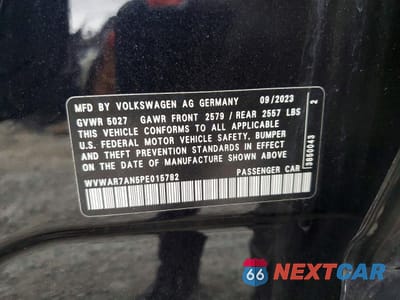 MFD BY VOLKSWAGEN AG GERMANY 09/2023
GVWR 5027 GAWR FRONT 2579 / REAR 2557 LBS
THIS VEHICLE CONFORMS TO ALL APPLICABLE
U.S. FEDERAL MOTOR VEHICLE SAFETY, BUMPER
AND THEFT PREVENTION STANDARDS IN EFFECT
ON THE DATE OF MANUFACTURE SHOWN ABOVE
WVWAR7AN5PE015782 PASSENGER CAR
3860043 2
66 NEXTCAR